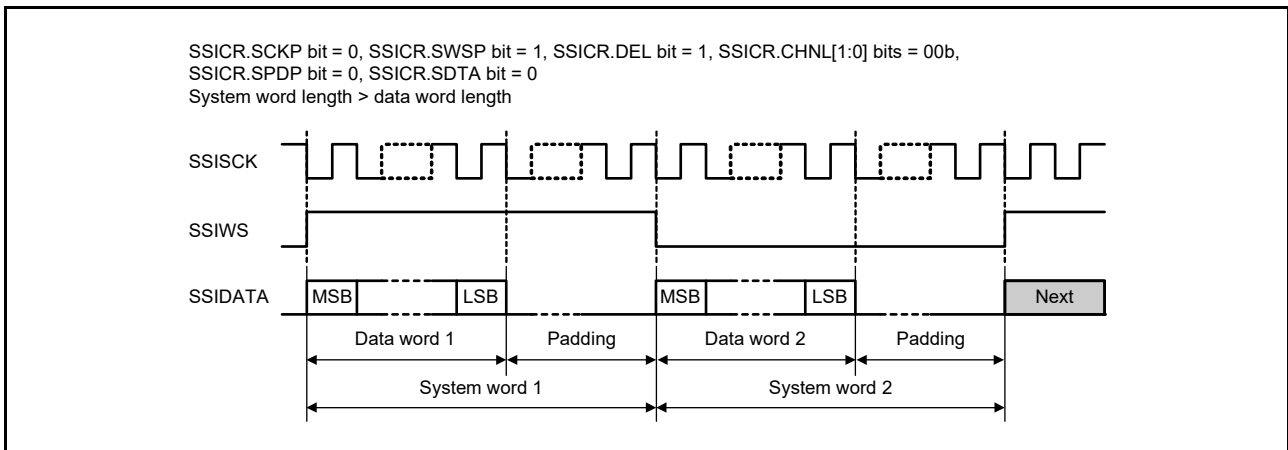 SSICR.SCKP bit = 0, SSICR.SWSP bit = 1, SSICR.DEL bit = 1, SSICR.CHNL[1:0] bits = 00b,
SSICR.SPDP bit = 0, SSICR.SDTA bit = 0
System word length > data word length
SSISCK
SSIWS
SSIDATA MSB LSB MSB LSB Next
Data word 1 Padding Data word 2 Padding
System word 1 System word 2